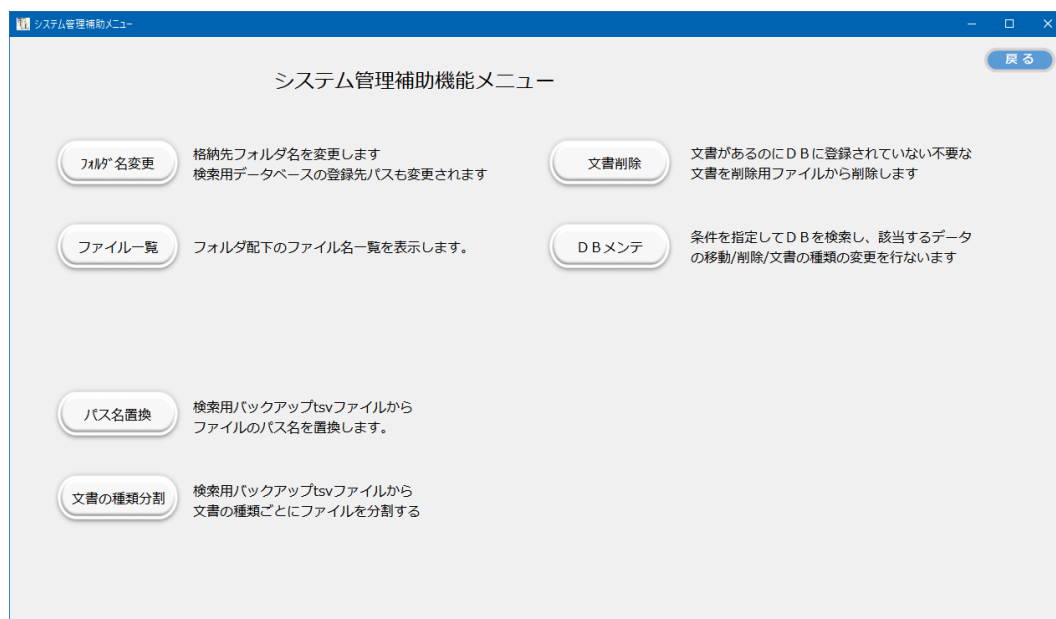 システム管理補助メニュー
戻る
システム管理補助機能メニュー
ﾌｫﾙﾀﾞ名変更
格納先フォルダ名を変更します
検索用データベースの登録先パスも変更されます
文書削除
文書があるのにＤＢに登録されていない不要な
文書を削除用ファイルから削除します
ファイル一覧
フォルダ配下のファイル名一覧を表示します。
ＤＢメンテ
条件を指定してＤＢを検索し、該当するデータ
の移動/削除/文書の種類の変更を行ないます
パス名置換
検索用バックアップtsvファイルから
ファイルのパス名を置換します。
文書の種類分割
検索用バックアップtsvファイルから
文書の種類ごとにファイルを分割する